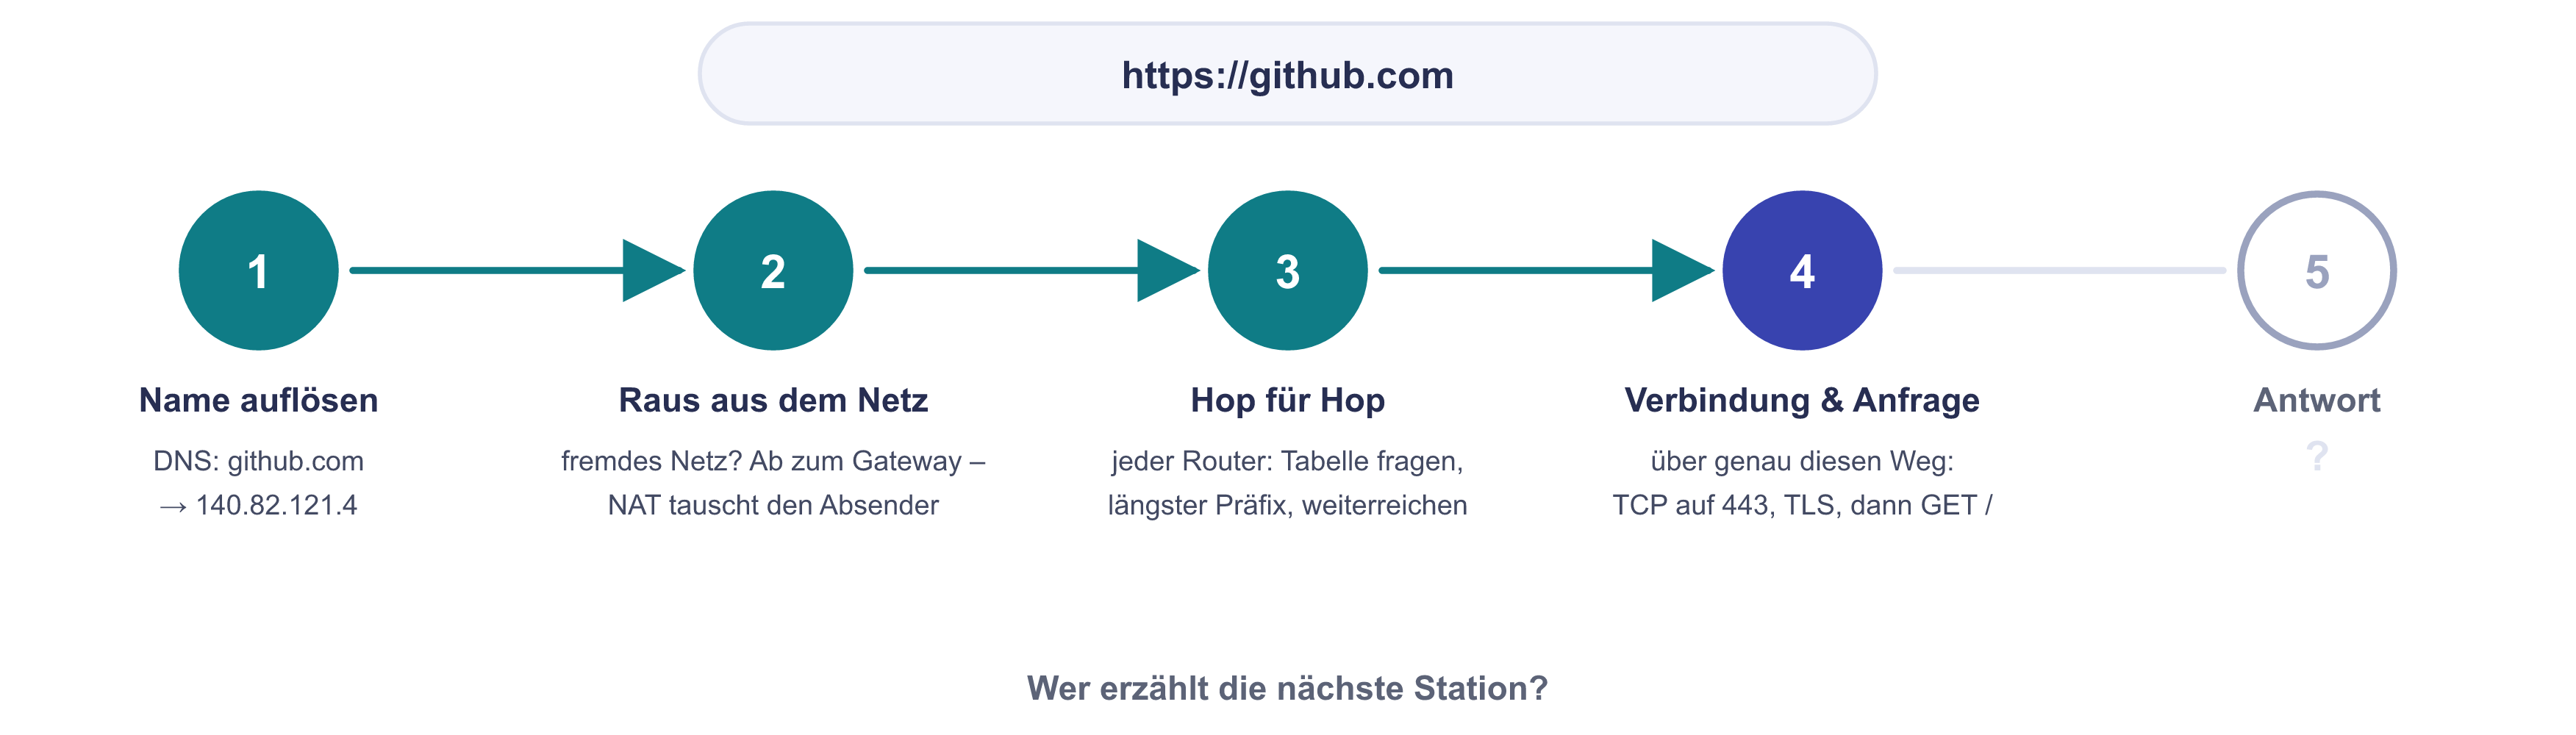 https://github.com
1
2
3
4
5
Name auflösen
Raus aus dem Netz
Hop für Hop
Verbindung & Anfrage
Antwort
DNS: github.com
→ 140.82.121.4
fremdes Netz? Ab zum Gateway –
NAT tauscht den Absender
jeder Router: Tabelle fragen,
längster Präfix, weiterreichen
über genau diesen Weg:
TCP auf 443, TLS, dann GET /
?
Wer erzählt die nächste Station?